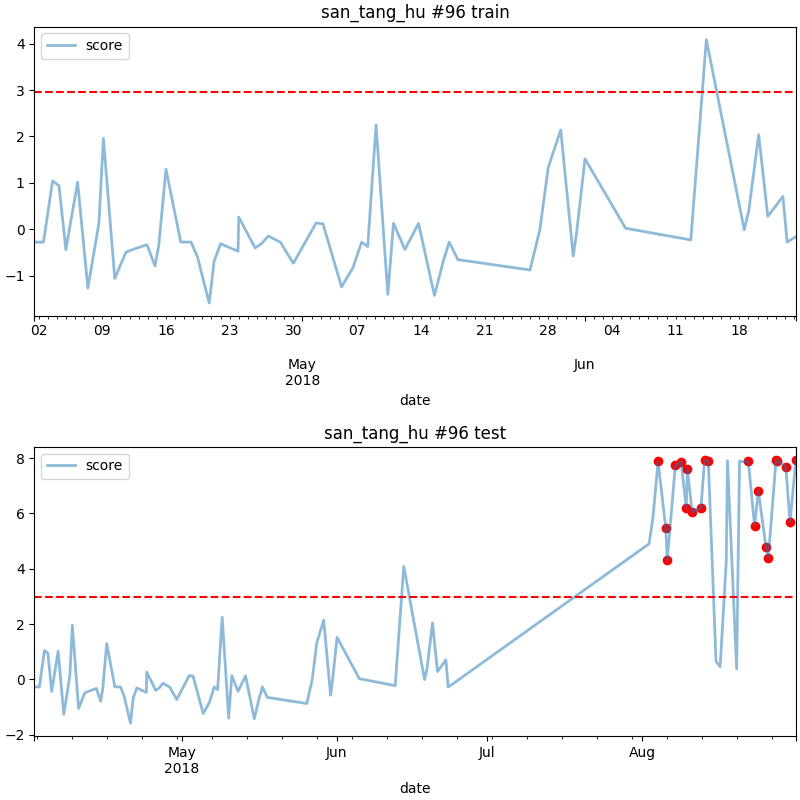 san_tang_hu #96 train
score
4
3
2
1
0
−1
02 09 16 23 30 07 14 21 28 04 11 18
May Jun
2018
date
san_tang_hu #96 test
score
8
6
4
2
0
−2
May Jun Jul Aug
2018
date